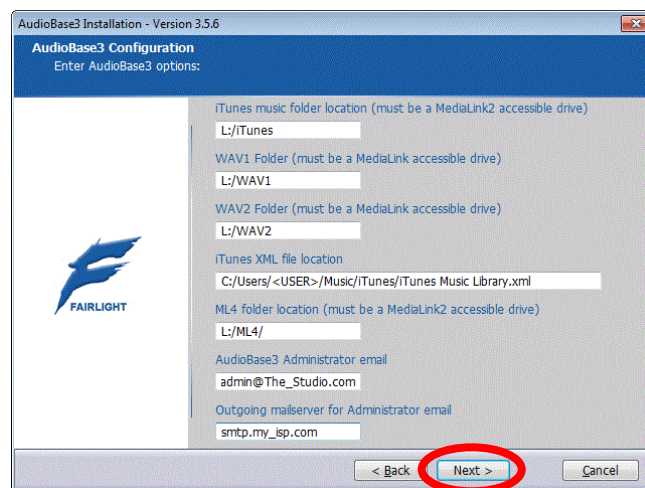 AudioBase3 Installation - Version 3.5.6
AudioBase3 Configuration
Enter AudioBase3 options:
iTunes music folder location (must be a MediaLink2 accessible drive)
L:/iTunes
WAV1 Folder (must be a MediaLink accessible drive)
L:/WAV1
WAV2 Folder (must be a MediaLink accessible drive)
L:/WAV2
iTunes XML file location
C:/Users/<USER>/Music/iTunes/iTunes Music Library.xml
ML4 folder location (must be a MediaLink2 accessible drive)
L:/ML4/
AudioBase3 Administrator email
admin@The_Studio.com
Outgoing mailserver for Administrator email
smtp.my_isp.com
FAIRLIGHT
< Back
Next >
Cancel